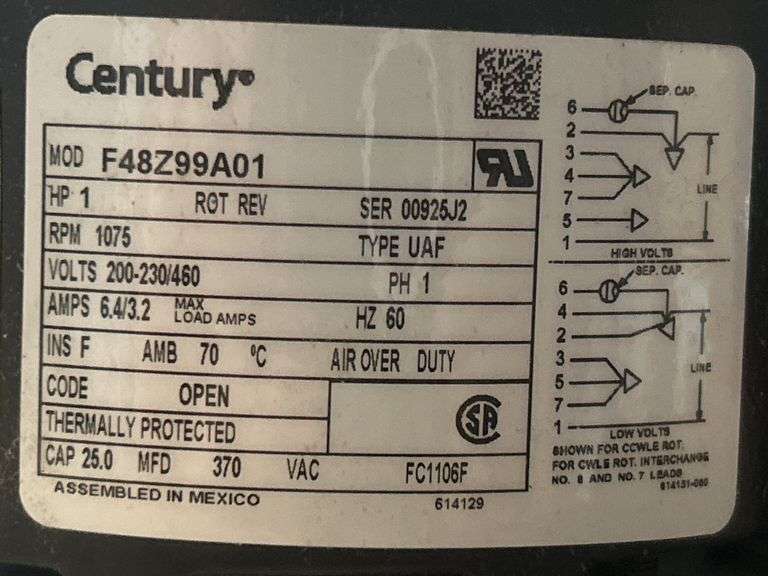 Century®
MOD F48Z99A01
HP 1 ROT REV SER 00925J2
RPM 1075 TYPE UAF
VOLTS 200-230/460 PH 1
AMPS 6.4/3.2 MAX LOAD AMPS HZ 60
INS F AMB 70 °C AIR OVER DUTY
CODE OPEN
THERMALLY PROTECTED
CAP 25.0 MFD 370 VAC FC1106F
ASSEMBLED IN MEXICO 614129
6 SEP. CAP.
2
3
4 LINE
7
5
1
HIGH VOLTS
6 SEP. CAP.
4
2
3 LINE
5
7
1
LOW VOLTS
SHOWN FOR CCWLE ROT.
FOR CWLE ROT. INTERCHANGE
NO. 6 AND NO. 7 LEADS